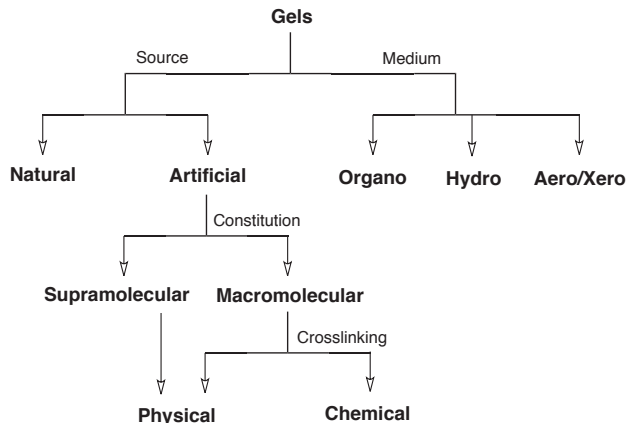 Gels
Source Medium
Natural Artificial Organo Hydro Aero/Xero
Constitution
Supramolecular Macromolecular
Crosslinking
Physical Chemical